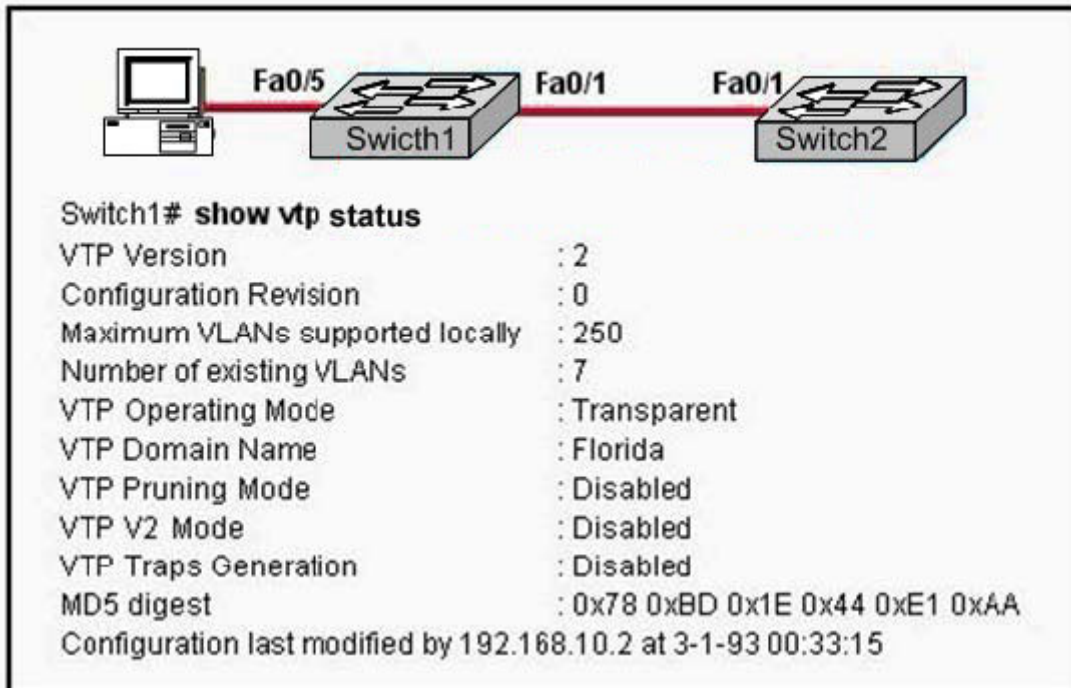 Fa0/5
Fa0/1
Fa0/1
Swicth1
Switch2
Switch1# show vtp status
VTP Version : 2
Configuration Revision : 0
Maximum VLANs supported locally : 250
Number of existing VLANs : 7
VTP Operating Mode : Transparent
VTP Domain Name : Florida
VTP Pruning Mode : Disabled
VTP V2 Mode : Disabled
VTP Traps Generation : Disabled
MD5 digest : 0x78 0xBD 0x1E 0x44 0xE1 0xAA
Configuration last modified by 192.168.10.2 at 3-1-93 00:33:15